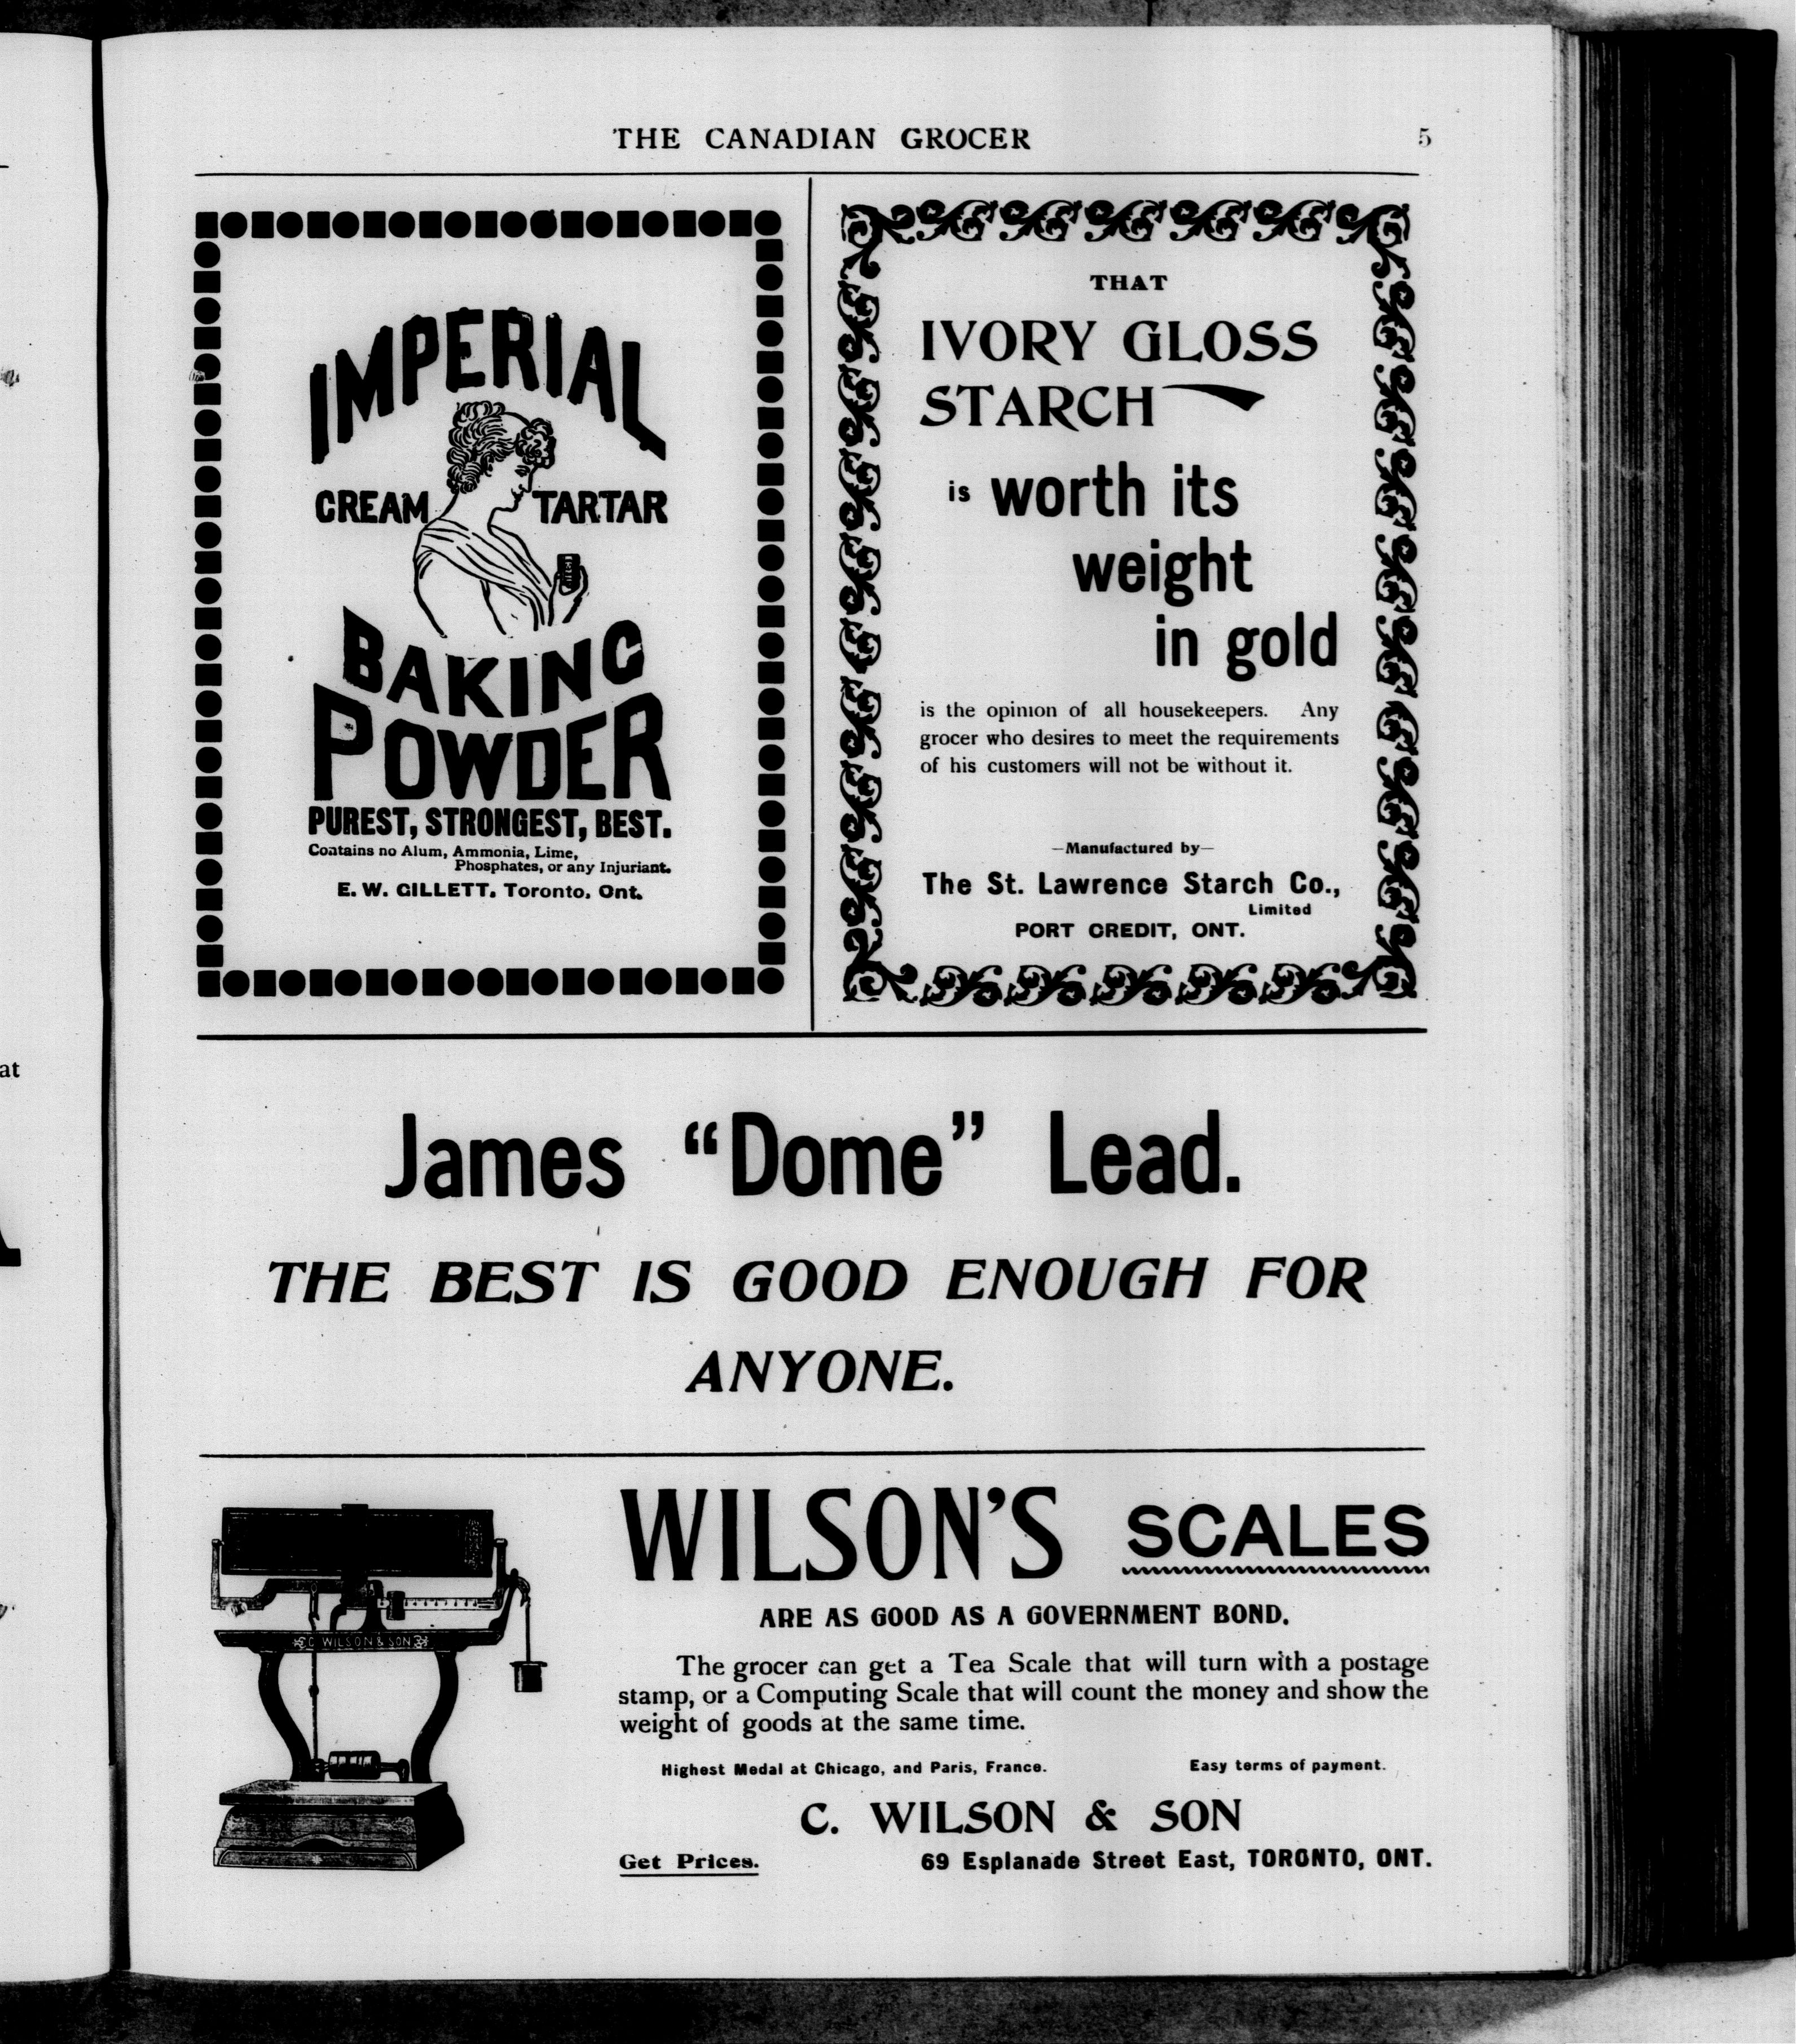 THE CANADIAN GROCER 5
IMPERIAL
CREAM TARTAR
BAKING
POWDER
PUREST, STRONGEST, BEST.
Contains no Alum, Ammonia, Lime,
Phosphates, or any Injuriant.
E. W. GILLETT, Toronto, Ont.
THAT
IVORY GLOSS
STARCH
is worth its
weight
in gold
is the opinion of all housekeepers. Any
grocer who desires to meet the requirements
of his customers will not be without it.
—Manufactured by—
The St. Lawrence Starch Co.,
Limited
PORT CREDIT, ONT.
at
James “Dome” Lead.
THE BEST IS GOOD ENOUGH FOR
ANYONE.
C WILSON & SON
WILSON'S SCALES
ARE AS GOOD AS A GOVERNMENT BOND.
The grocer can get a Tea Scale that will turn with a postage
stamp, or a Computing Scale that will count the money and show the
weight of goods at the same time.
Highest Medal at Chicago, and Paris, France. Easy terms of payment.
C. WILSON & SON
Get Prices. 69 Esplanade Street East, TORONTO, ONT.